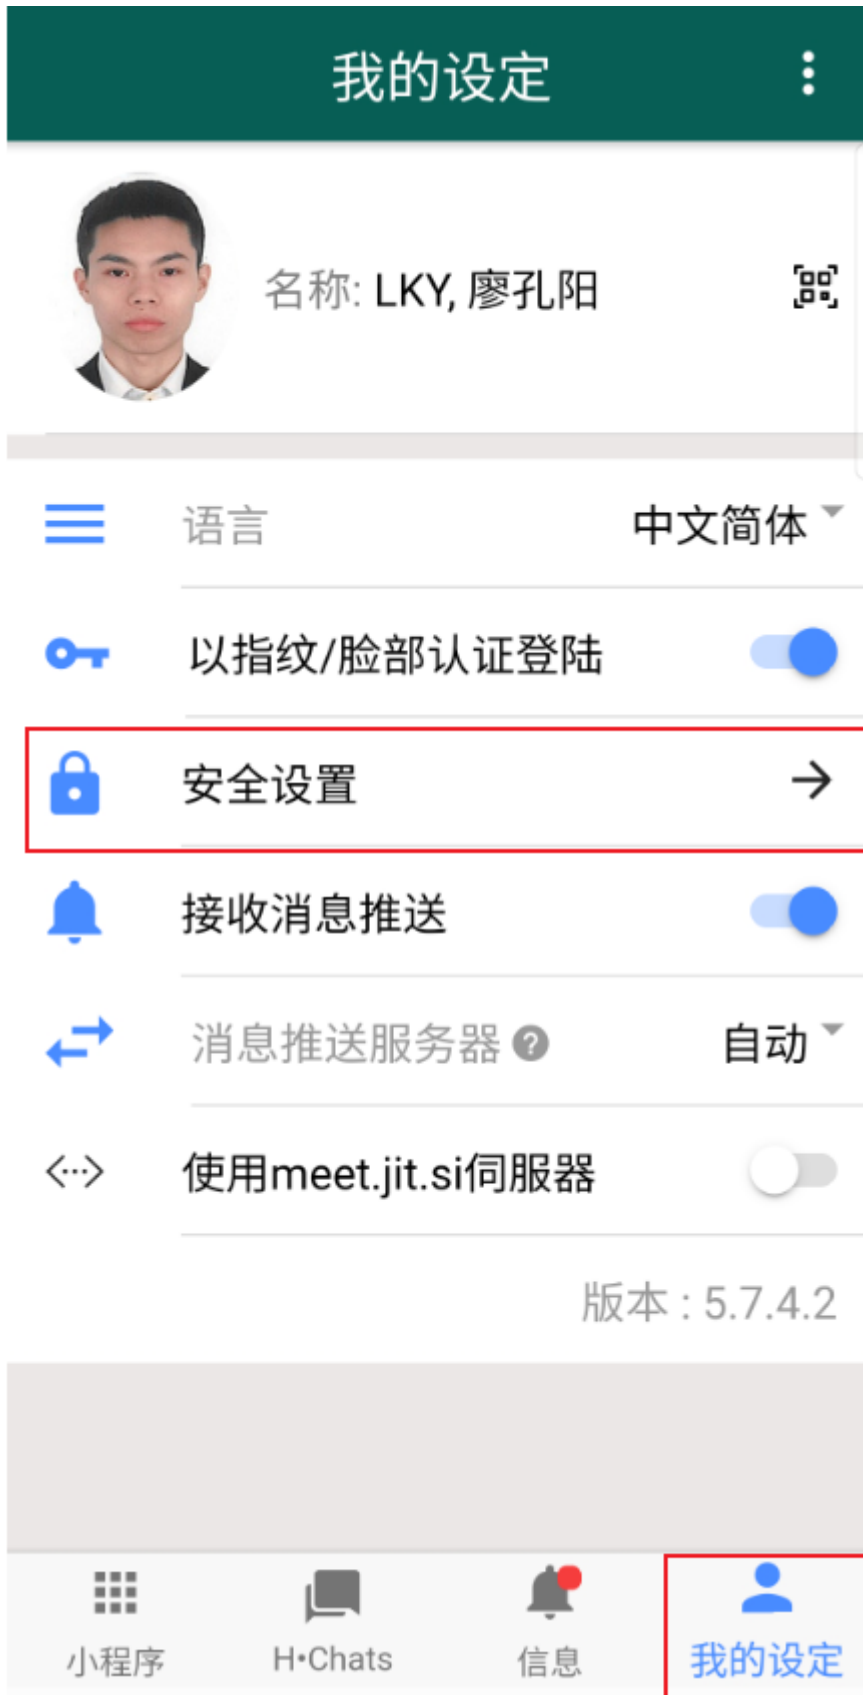 我的设定
名称: LKY, 廖孔阳
语言 中文简体
以指纹/脸部认证登陆
安全设置
接收消息推送
消息推送服务器 ? 自动
使用meet.jit.si伺服器
版本 : 5.7.4.2
小程序 H•Chats 信息 我的设定